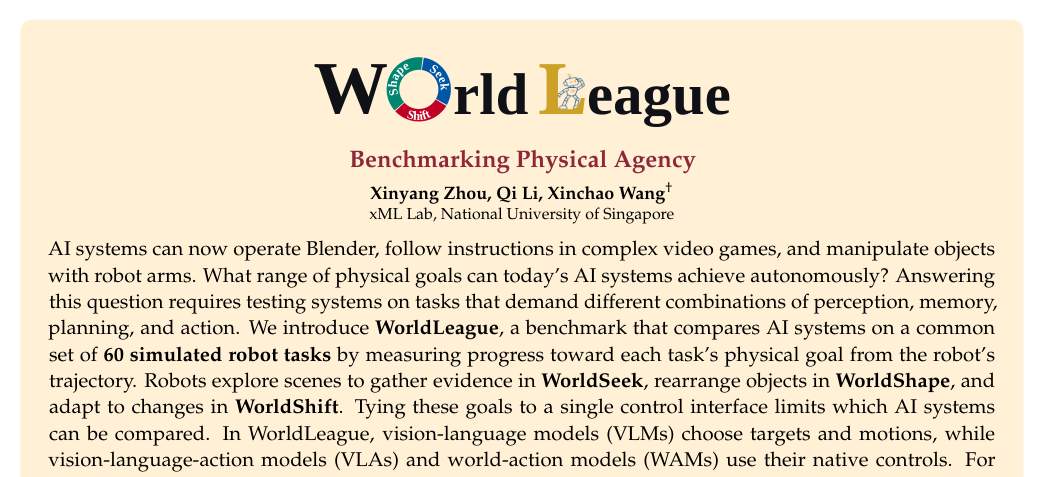 World League
Shape Seek Shift
Benchmarking Physical Agency
Xinyang Zhou, Qi Li, Xinchao Wang†
xML Lab, National University of Singapore
AI systems can now operate Blender, follow instructions in complex video games, and manipulate objects
with robot arms. What range of physical goals can today's AI systems achieve autonomously? Answering
this question requires testing systems on tasks that demand different combinations of perception, memory,
planning, and action. We introduce WorldLeague, a benchmark that compares AI systems on a common
set of 60 simulated robot tasks by measuring progress toward each task's physical goal from the robot's
trajectory. Robots explore scenes to gather evidence in WorldSeek, rearrange objects in WorldShape, and
adapt to changes in WorldShift. Tying these goals to a single control interface limits which AI systems
can be compared. In WorldLeague, vision-language models (VLMs) choose targets and motions, while
vision-language-action models (VLAs) and world-action models (WAMs) use their native controls. For